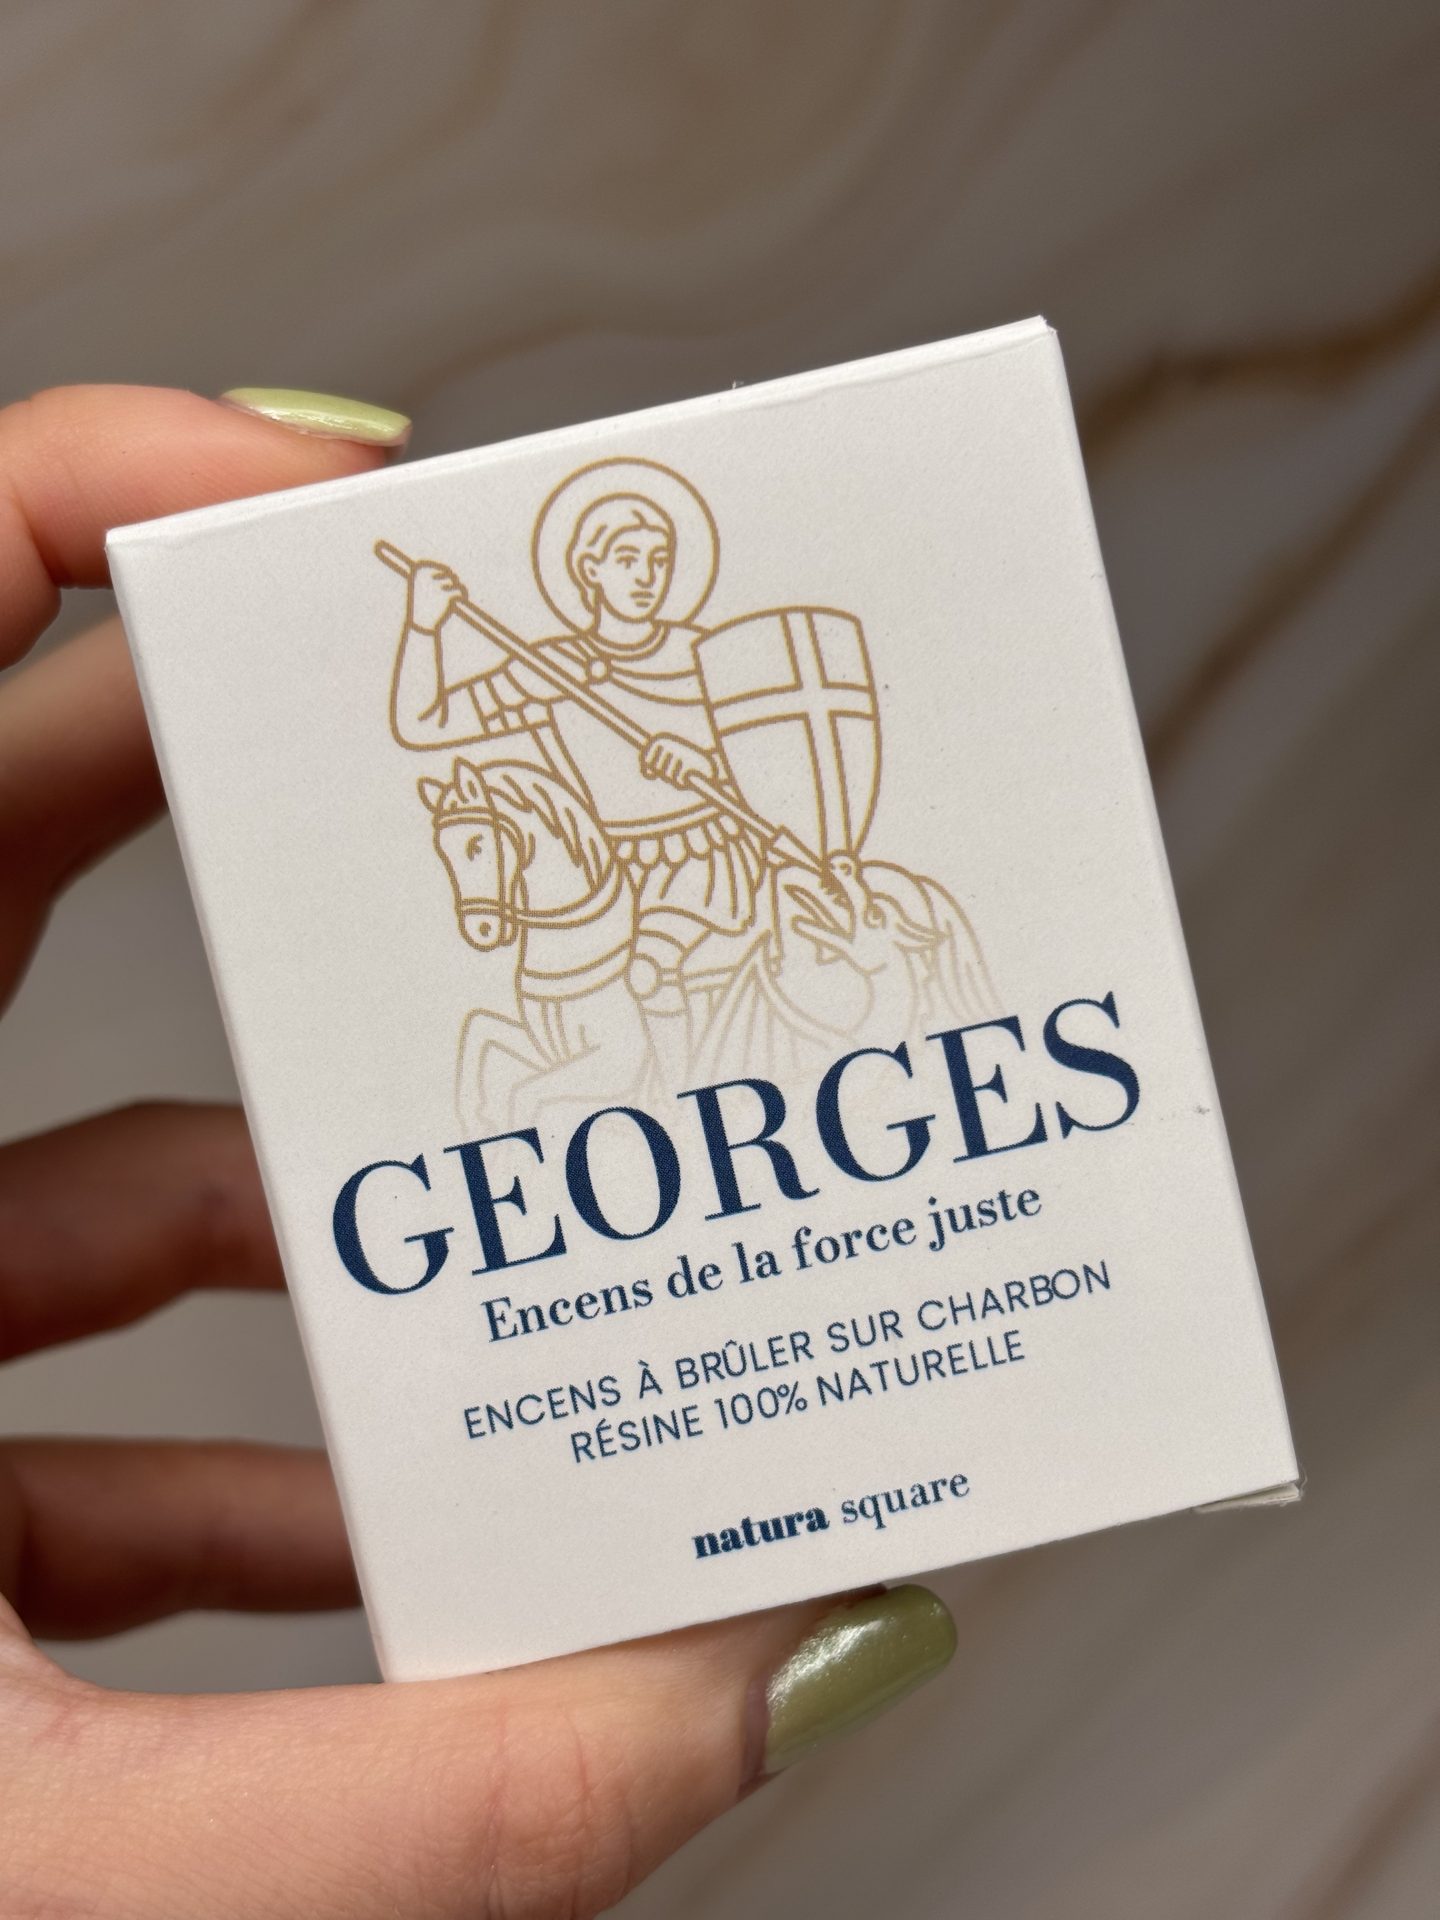 GEORGES
Encens de la force juste
ENCENS À BRÛLER SUR CHARBON
RÉSINE 100% NATURELLE
natura square